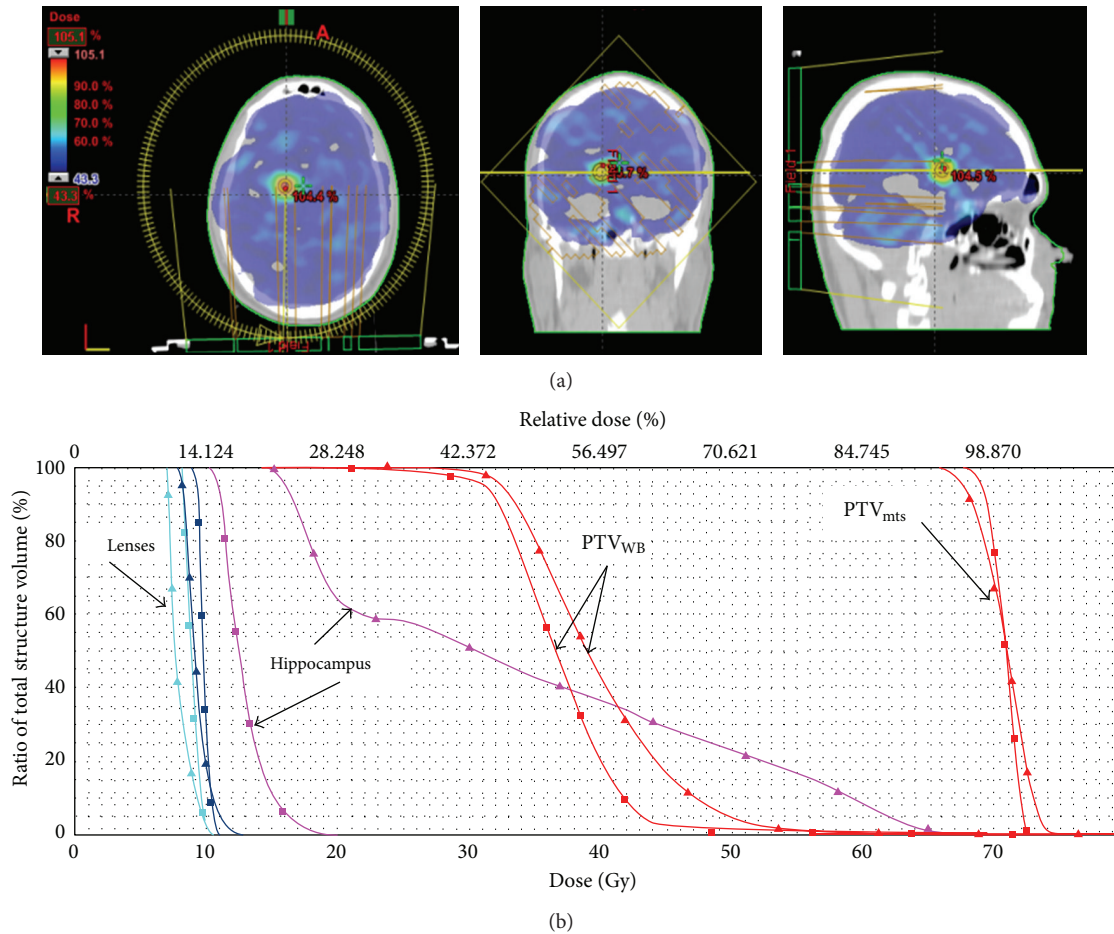 Dose
105.1 %
105.1
90.0 %
80.0 %
70.0 %
60.0 %
43.3
43.3 %
R
A
104.4 %
L
Field 1
104.5 %
(a)
Relative dose (%)
0 14.124 28.248 42.372 56.497 70.621 84.745 98.870
Ratio of total structure volume (%)
100
80
60
40
20
0
Lenses
Hippocampus
PTVWB
PTVmts
0 10 20 30 40 50 60 70
Dose (Gy)
(b)